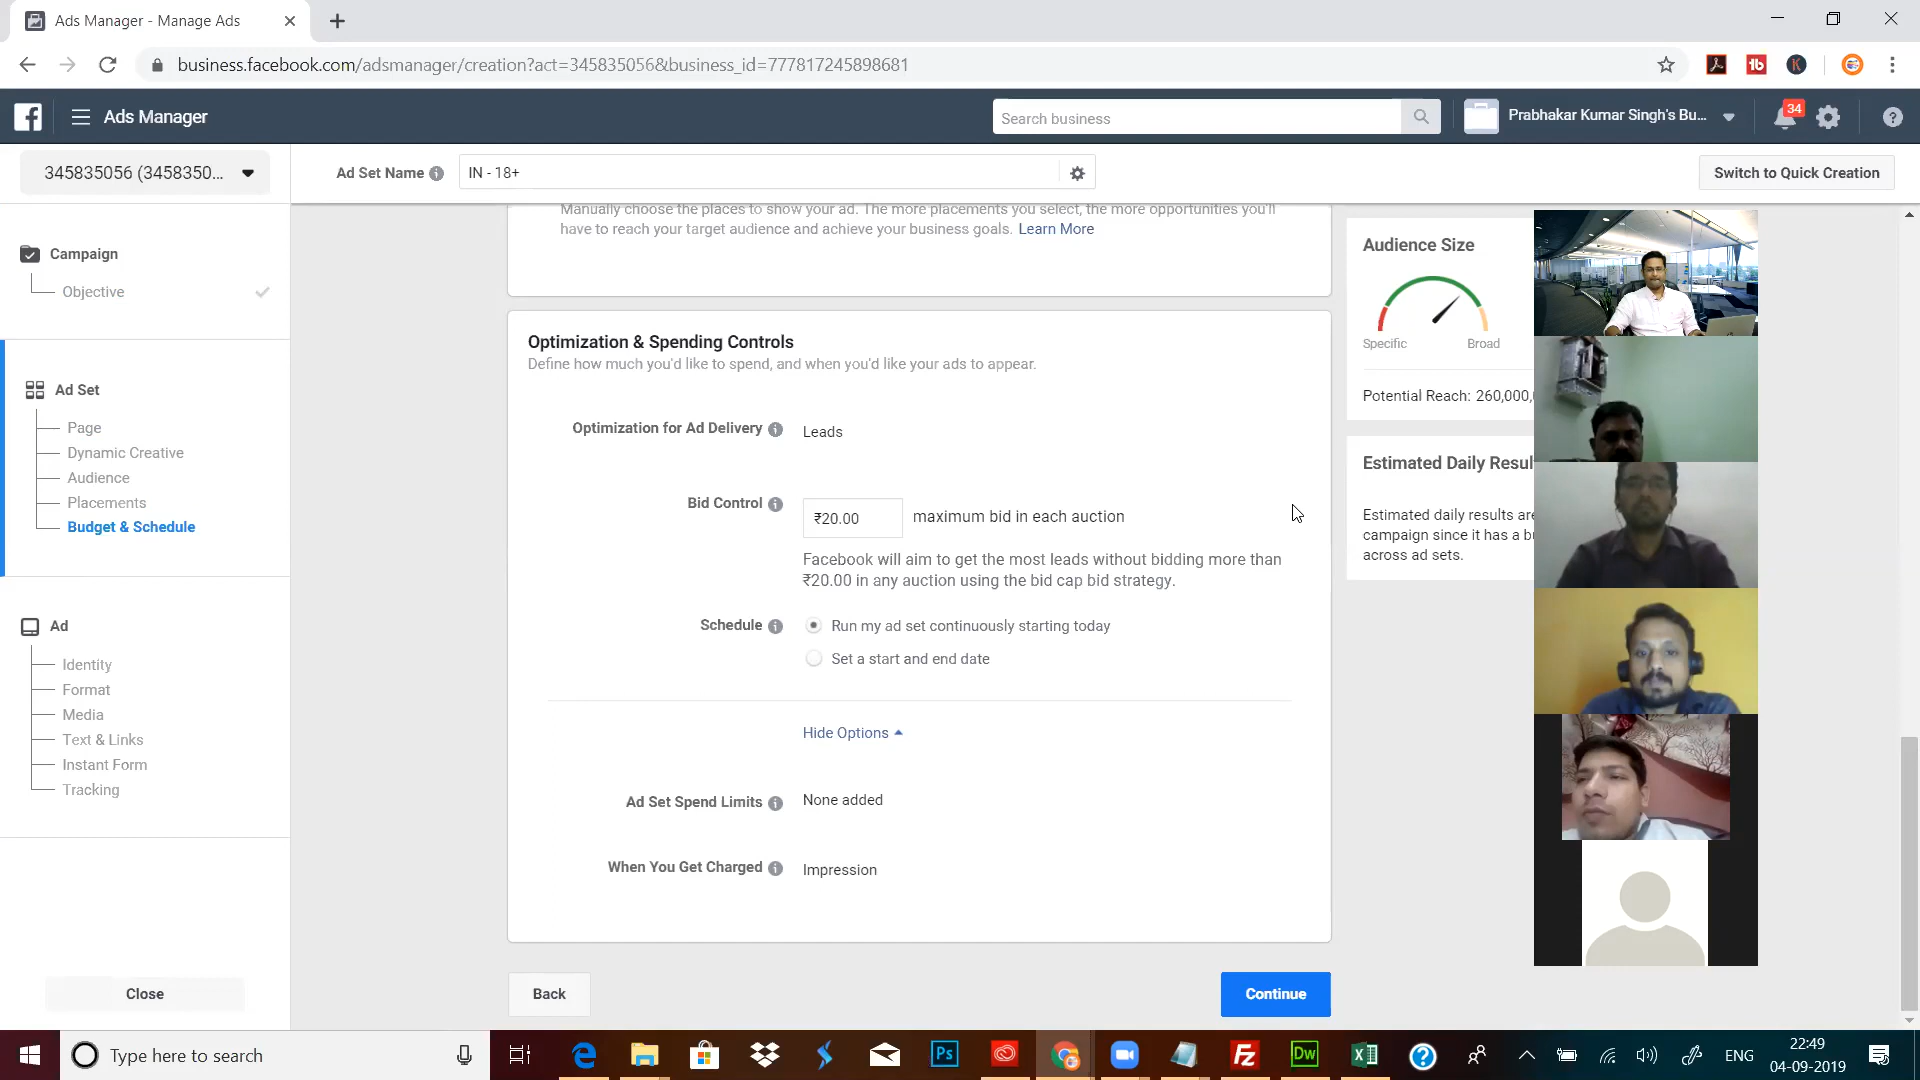 Ads Manager - Manage Ads
business.facebook.com/adsmanager/creation?act=345835056&business_id=777817245898681
Ads Manager
Search business
Prabhakar Kumar Singh's Bu...
34
345835056 (3458350...
Ad Set Name
IN - 18+
Switch to Quick Creation
Manually choose the places to show your ad. The more placements you select, the more opportunities you'll
have to reach your target audience and achieve your business goals. Learn More
Campaign
Objective
Ad Set
Page
Dynamic Creative
Audience
Placements
Budget & Schedule
Ad
Identity
Format
Media
Text & Links
Instant Form
Tracking
Close
Optimization & Spending Controls
Define how much you'd like to spend, and when you'd like your ads to appear.
Optimization for Ad Delivery
Leads
Bid Control
₹20.00
maximum bid in each auction
Facebook will aim to get the most leads without bidding more than
₹20.00 in any auction using the bid cap bid strategy.
Schedule
Run my ad set continuously starting today
Set a start and end date
Hide Options
Ad Set Spend Limits
None added
When You Get Charged
Impression
Back
Continue
Audience Size
Specific
Broad
Potential Reach: 260,000,
Estimated Daily Resul
Estimated daily results are
campaign since it has a
across ad sets.
Type here to search
Ps
Dw
ENG
22:49
04-09-2019